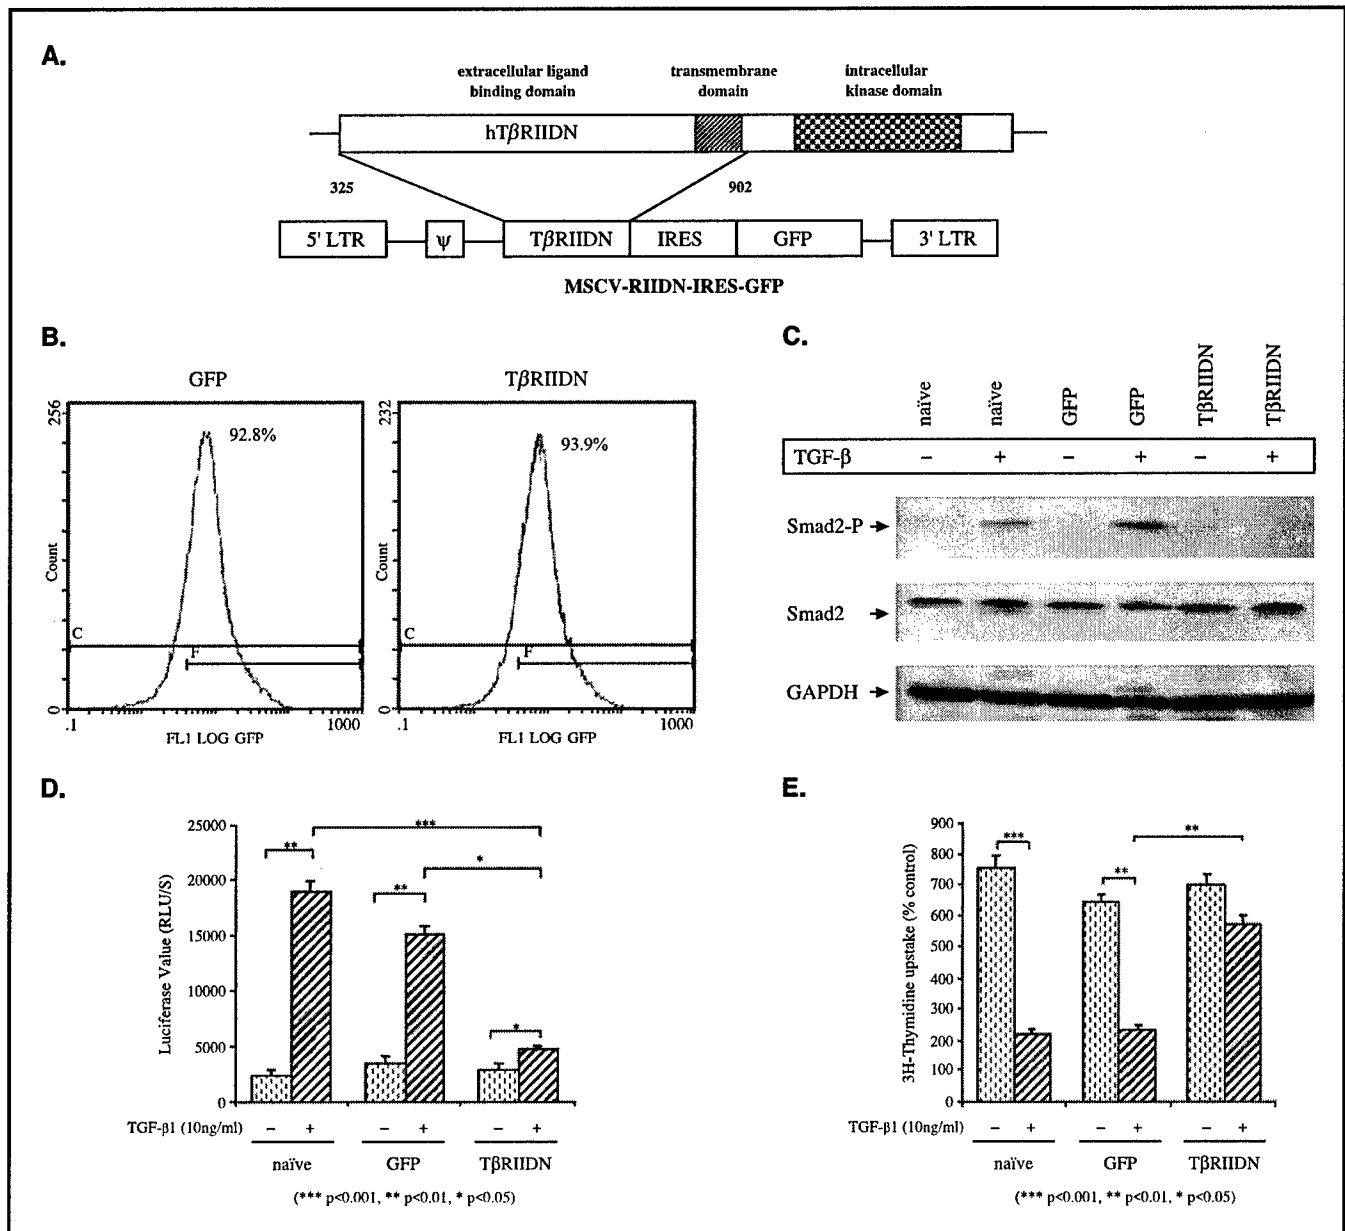 A.
extracellular ligand
binding domain
transmembrane
domain
intracellular
kinase domain
hTβRIIDN
325
902
5' LTR
ψ
TβRIIDN
IRES
GFP
3' LTR
MSCV-RIIDN-IRES-GFP
B.
GFP
256
Count
0
92.8%
C
F
.1
1000
FL1 LOG GFP
TβRIIDN
232
Count
0
93.9%
C
F
.1
1000
FL1 LOG GFP
C.
naïve
naïve
GFP
GFP
TβRIIDN
TβRIIDN
TGF-β
−
+
−
+
−
+
Smad2-P
Smad2
GAPDH
D.
Luciferase Value (RLU/S)
25000
20000
15000
10000
5000
0
***
**
**
*
*
TGF-β1 (10ng/ml)
−
+
−
+
−
+
naïve
GFP
TβRIIDN
(*** p<0.001, ** p<0.01, * p<0.05)
E.
3H-Thymidine upstake (% control)
900
800
700
600
500
400
300
200
100
0
***
**
**
TGF-β1 (10ng/ml)
−
+
−
+
−
+
naïve
GFP
TβRIIDN
(*** p<0.001, ** p<0.01, * p<0.05)